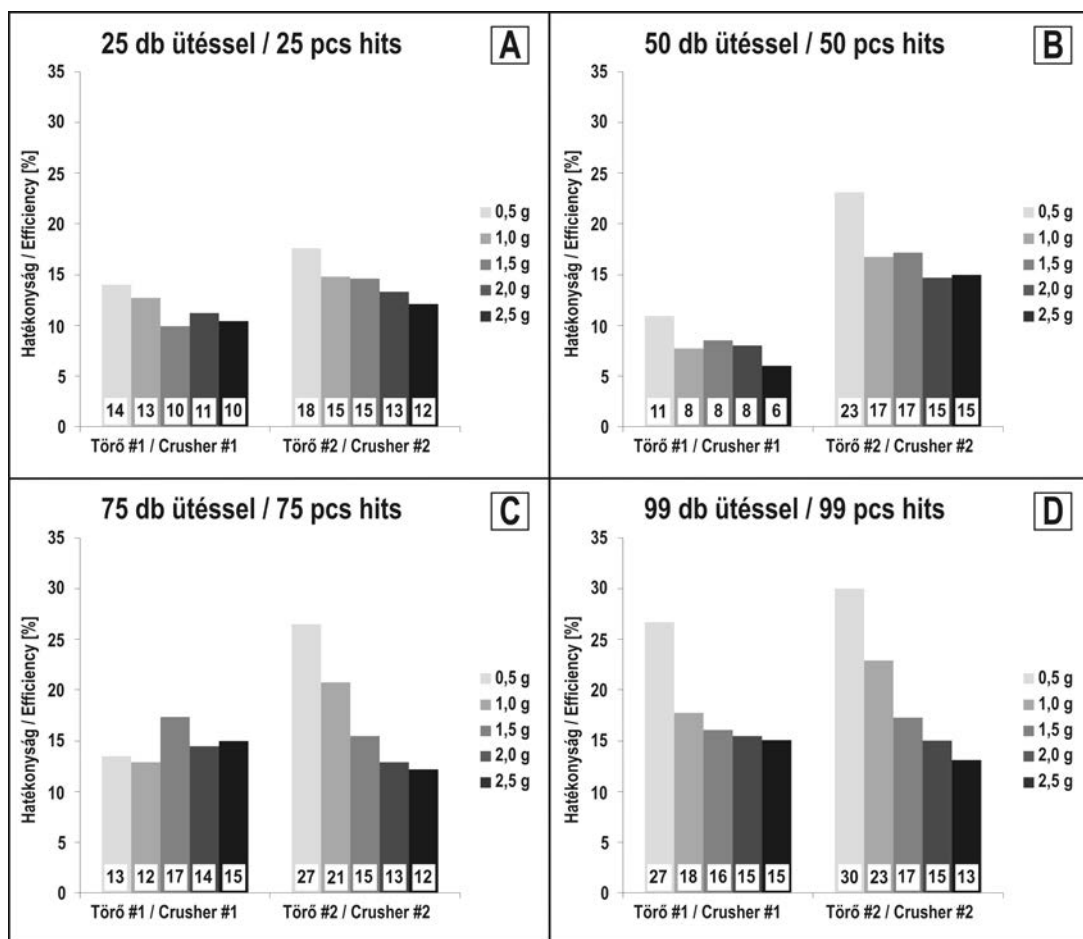 25 db ütéssel / 25 pcs hits
A
Hatékonyság / Efficiency [%]
35
30
25
20
15
10
5
0
14 13 10 11 10
18 15 15 13 12
Törő #1 / Crusher #1
Törő #2 / Crusher #2
0,5 g
1,0 g
1,5 g
2,0 g
2,5 g
50 db ütéssel / 50 pcs hits
B
Hatékonyság / Efficiency [%]
35
30
25
20
15
10
5
0
11 8 8 8 6
23 17 17 15 15
Törő #1 / Crusher #1
Törő #2 / Crusher #2
0,5 g
1,0 g
1,5 g
2,0 g
2,5 g
75 db ütéssel / 75 pcs hits
C
Hatékonyság / Efficiency [%]
35
30
25
20
15
10
5
0
13 12 17 14 15
27 21 15 13 12
Törő #1 / Crusher #1
Törő #2 / Crusher #2
0,5 g
1,0 g
1,5 g
2,0 g
2,5 g
99 db ütéssel / 99 pcs hits
D
Hatékonyság / Efficiency [%]
35
30
25
20
15
10
5
0
27 18 16 15 15
30 23 17 15 13
Törő #1 / Crusher #1
Törő #2 / Crusher #2
0,5 g
1,0 g
1,5 g
2,0 g
2,5 g